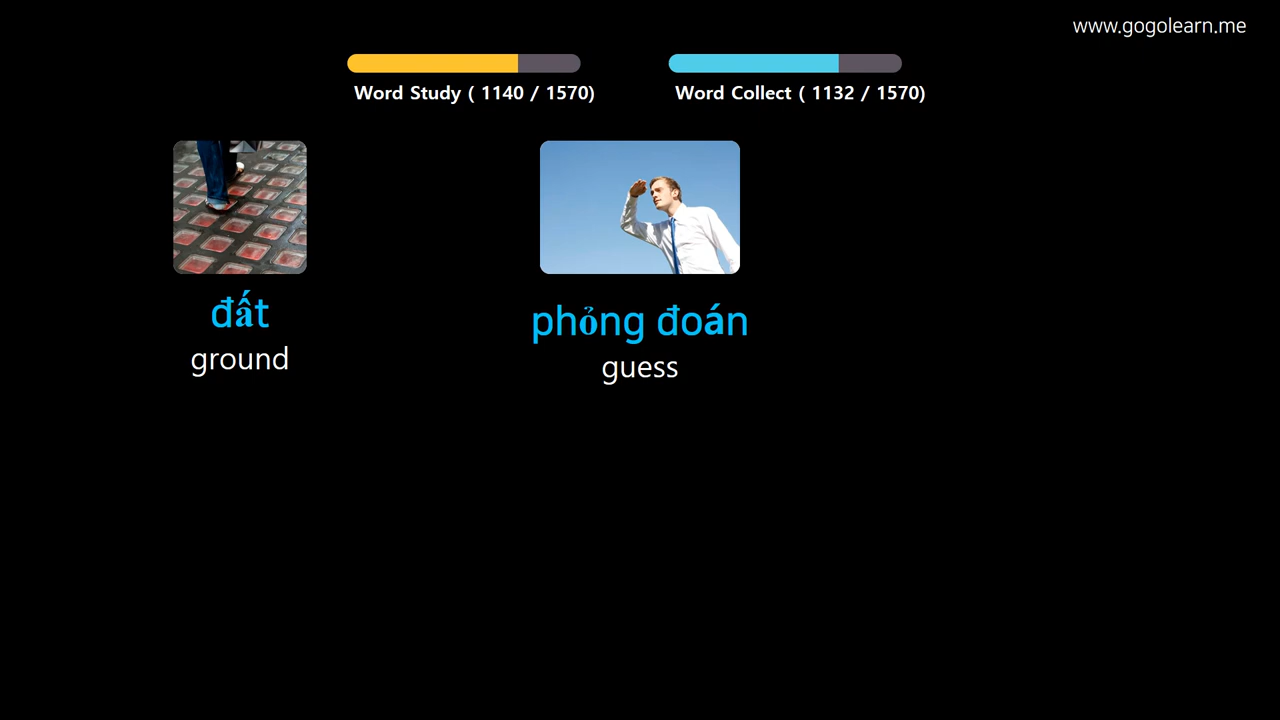 www.gogolearn.me
Word Study ( 1140 / 1570)
Word Collect ( 1132 / 1570)
đất
ground
phỏng đoán
guess